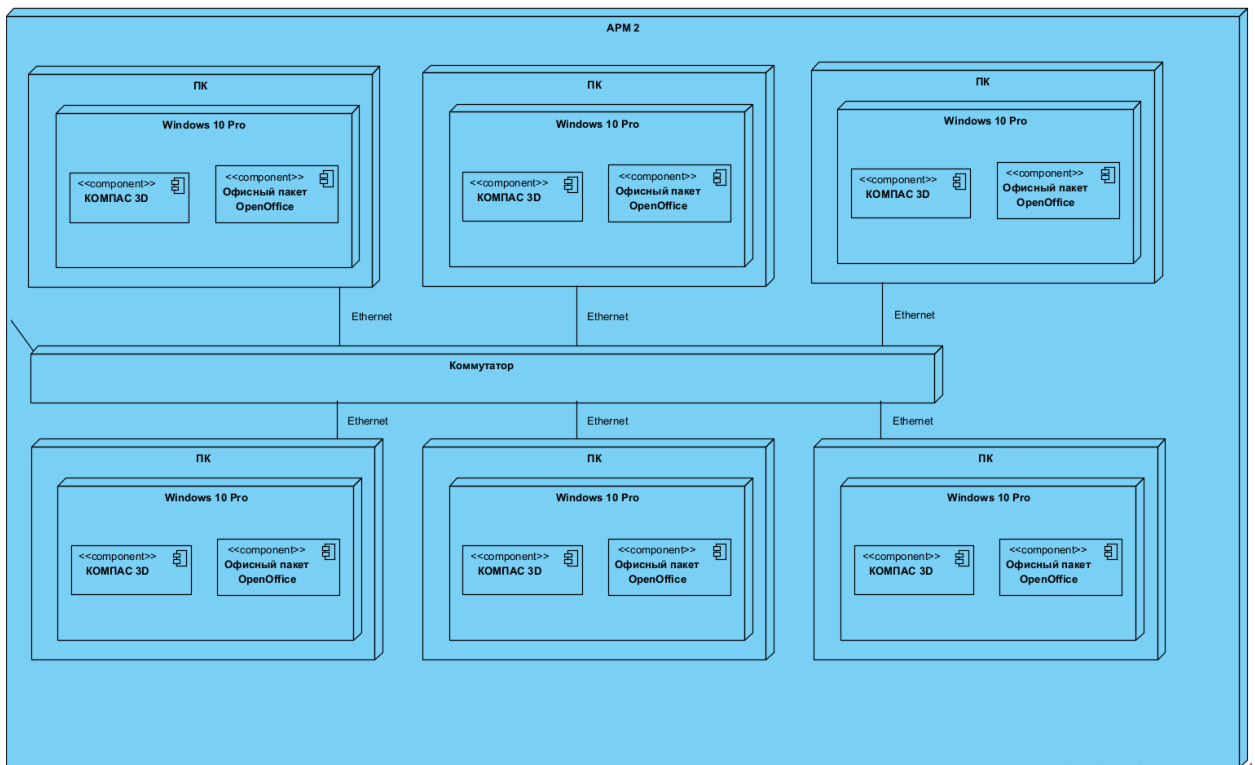 АРМ 2
ПК
ПК
ПК
Windows 10 Pro
Windows 10 Pro
Windows 10 Pro
<<component>>
КОМПАС 3D
<<component>>
Офисный пакет
OpenOffice
<<component>>
КОМПАС 3D
<<component>>
Офисный пакет
OpenOffice
<<component>>
КОМПАС 3D
<<component>>
Офисный пакет
OpenOffice
Ethernet
Ethernet
Ethernet
Коммутатор
Ethernet
Ethernet
Ethernet
ПК
ПК
ПК
Windows 10 Pro
Windows 10 Pro
Windows 10 Pro
<<component>>
КОМПАС 3D
<<component>>
Офисный пакет
OpenOffice
<<component>>
КОМПАС 3D
<<component>>
Офисный пакет
OpenOffice
<<component>>
КОМПАС 3D
<<component>>
Офисный пакет
OpenOffice